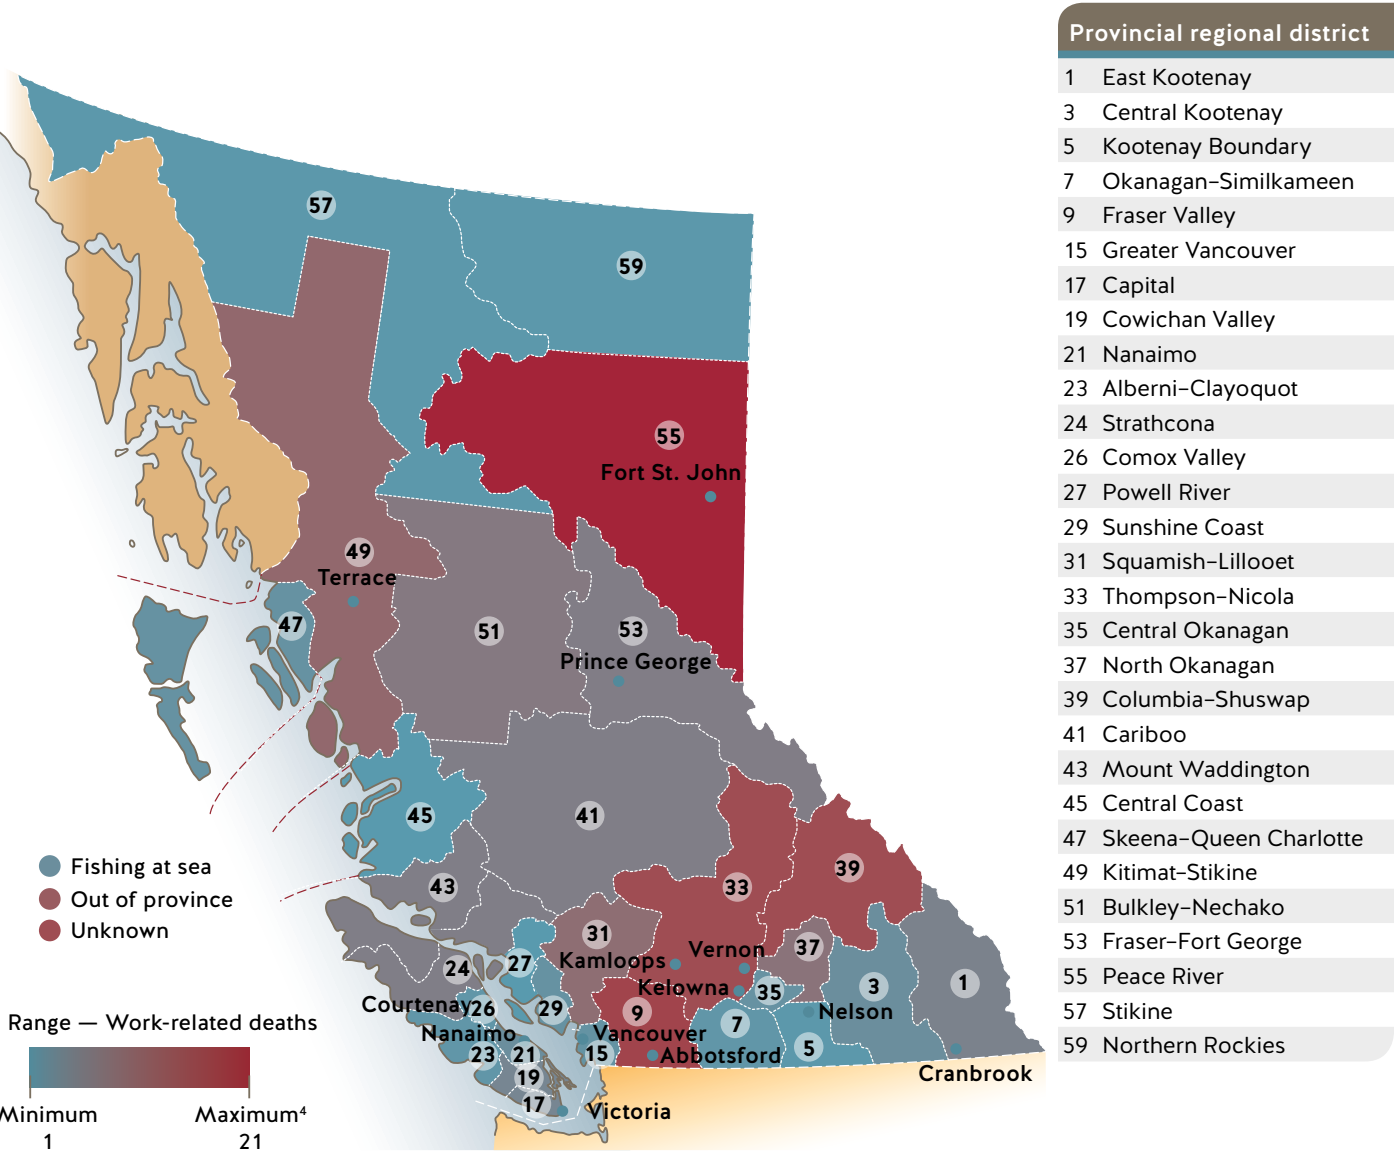 Provincial regional district
1 East Kootenay
3 Central Kootenay
5 Kootenay Boundary
7 Okanagan–Similkameen
9 Fraser Valley
15 Greater Vancouver
17 Capital
19 Cowichan Valley
21 Nanaimo
23 Alberni–Clayoquot
24 Strathcona
26 Comox Valley
27 Powell River
29 Sunshine Coast
31 Squamish–Lillooet
33 Thompson–Nicola
35 Central Okanagan
37 North Okanagan
39 Columbia–Shuswap
41 Cariboo
43 Mount Waddington
45 Central Coast
47 Skeena–Queen Charlotte
49 Kitimat–Stikine
51 Bulkley–Nechako
53 Fraser–Fort George
55 Peace River
57 Stikine
59 Northern Rockies
57
59
55
Fort St. John
49
Terrace
47
51
53
Prince George
45
41
43
33
39
31
Kamloops
Vernon
37
24
27
Kelowna
35
3
1
Courtenay
26
29
9
7
Nelson
Nanaimo
Vancouver
23
21
15
Abbotsford
5
19
Cranbrook
17
Victoria
Fishing at sea
Out of province
Unknown
Range — Work-related deaths
Minimum
1
Maximum⁴
21